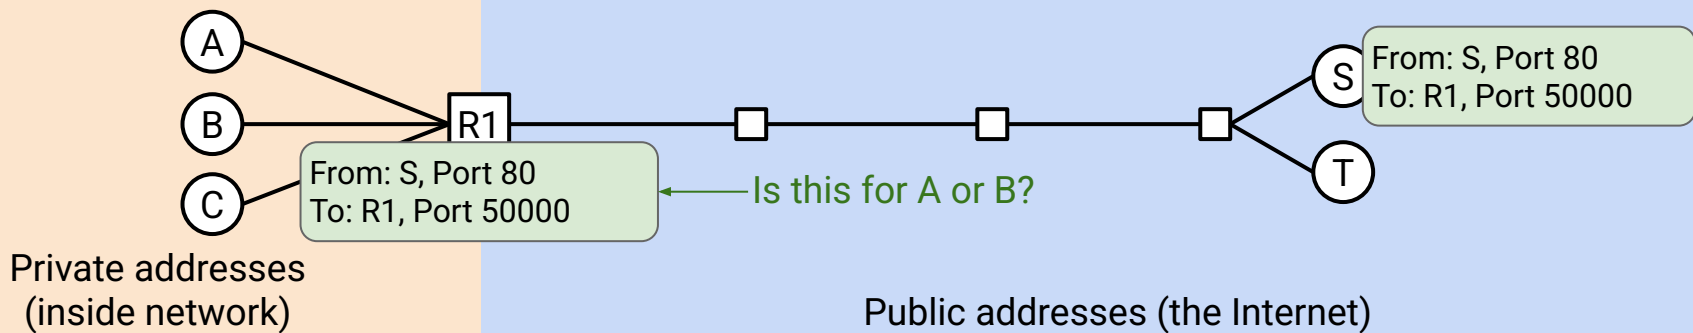 A
B
C
R1
From: S, Port 80
To: R1, Port 50000
Is this for A or B?
S
From: S, Port 80
To: R1, Port 50000
T
Private addresses
(inside network)
Public addresses (the Internet)